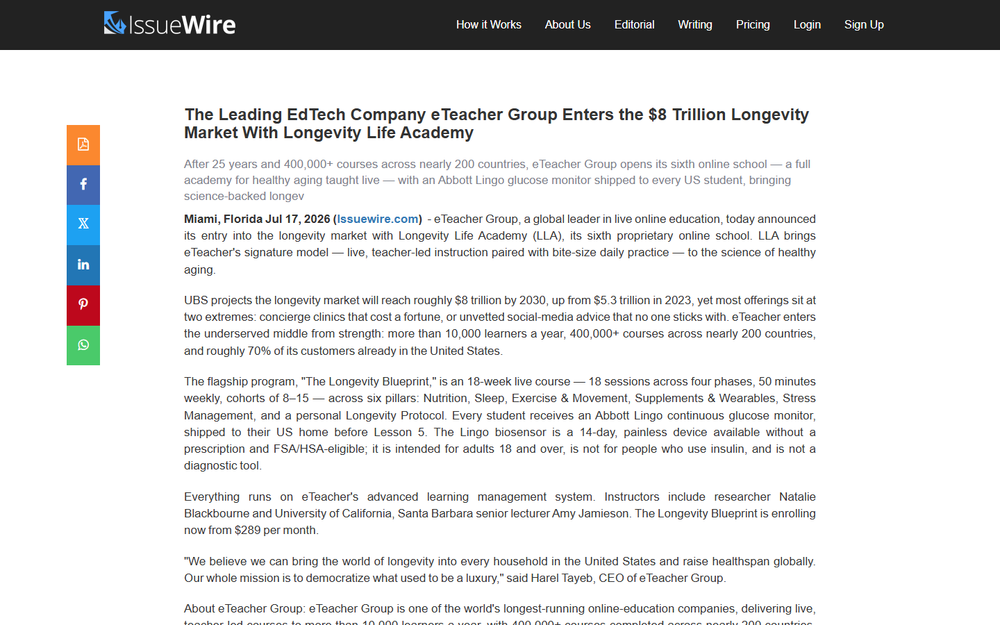 IssueWire
How it Works
About Us
Editorial
Writing
Pricing
Login
Sign Up
The Leading EdTech Company eTeacher Group Enters the $8 Trillion Longevity
Market With Longevity Life Academy
After 25 years and 400,000+ courses across nearly 200 countries, eTeacher Group opens its sixth online school — a full
academy for healthy aging taught live — with an Abbott Lingo glucose monitor shipped to every US student, bringing
science-backed longev
Miami, Florida Jul 17, 2026 (Issuewire.com) - eTeacher Group, a global leader in live online education, today announced
its entry into the longevity market with Longevity Life Academy (LLA), its sixth proprietary online school. LLA brings
eTeacher's signature model — live, teacher-led instruction paired with bite-size daily practice — to the science of healthy
aging.
UBS projects the longevity market will reach roughly $8 trillion by 2030, up from $5.3 trillion in 2023, yet most offerings sit at
two extremes: concierge clinics that cost a fortune, or unvetted social-media advice that no one sticks with. eTeacher enters
the underserved middle from strength: more than 10,000 learners a year, 400,000+ courses across nearly 200 countries,
and roughly 70% of its customers already in the United States.
The flagship program, "The Longevity Blueprint," is an 18-week live course — 18 sessions across four phases, 50 minutes
weekly, cohorts of 8–15 — across six pillars: Nutrition, Sleep, Exercise & Movement, Supplements & Wearables, Stress
Management, and a personal Longevity Protocol. Every student receives an Abbott Lingo continuous glucose monitor,
shipped to their US home before Lesson 5. The Lingo biosensor is a 14-day, painless device available without a
prescription and FSA/HSA-eligible; it is intended for adults 18 and over, is not for people who use insulin, and is not a
diagnostic tool.
Everything runs on eTeacher's advanced learning management system. Instructors include researcher Natalie
Blackbourne and University of California, Santa Barbara senior lecturer Amy Jamieson. The Longevity Blueprint is enrolling
now from $289 per month.
"We believe we can bring the world of longevity into every household in the United States and raise healthspan globally.
Our whole mission is to democratize what used to be a luxury," said Harel Tayeb, CEO of eTeacher Group.
About eTeacher Group: eTeacher Group is one of the world's longest-running online-education companies, delivering live,
teacher-led courses to more than 10,000 learners a year, with 400,000+ courses completed across nearly 200 countries.